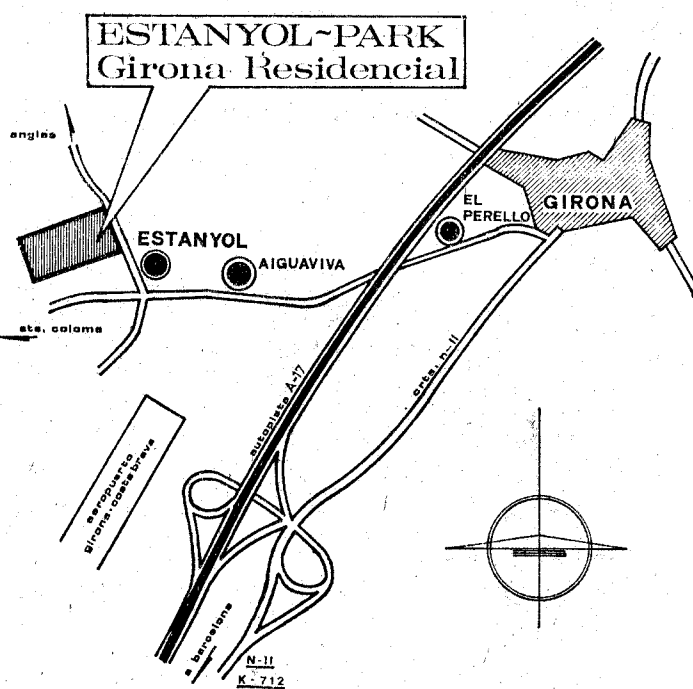 ESTANYOL~PARK
Girona Residencial
angles
EL
PERELLO
GIRONA
ESTANYOL
AIGUAVIVA
sta. coloma
autopista A-17
crta. n-II
aeropuerto
girona-costa brava
a barcelona
N-II
K-712